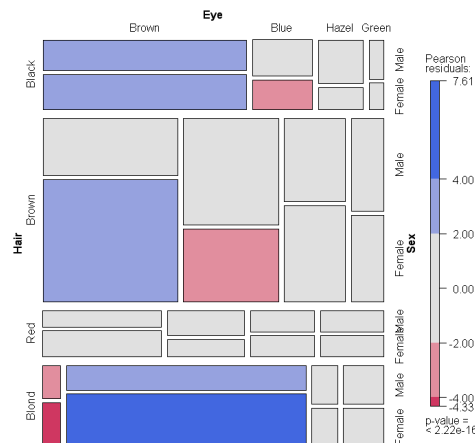 Eye
Brown Blue Hazel Green
Black
Male
Female
Brown
Male
Female
Red
Male
Female
Blond
Male
Female
Hair
Sex
Pearson
residuals:
7.61
4.00
2.00
0.00
-2.00
-4.00
-4.33
p-value =
< 2.22e-16